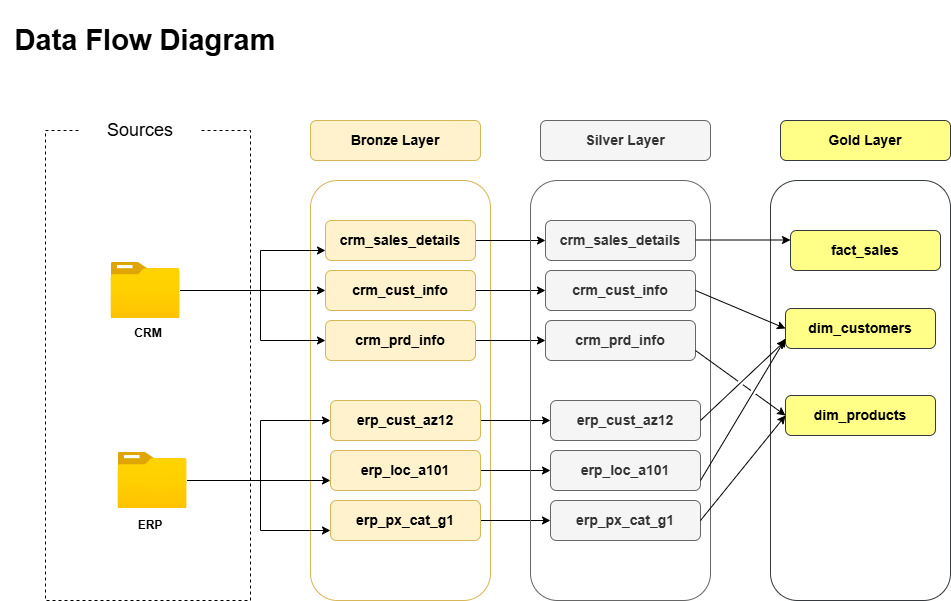 Data Flow Diagram
Sources
Bronze Layer
Silver Layer
Gold Layer
crm_sales_details
crm_sales_details
fact_sales
crm_cust_info
crm_cust_info
CRM
dim_customers
crm_prd_info
crm_prd_info
erp_cust_az12
erp_cust_az12
dim_products
erp_loc_a101
erp_loc_a101
ERP
erp_px_cat_g1
erp_px_cat_g1